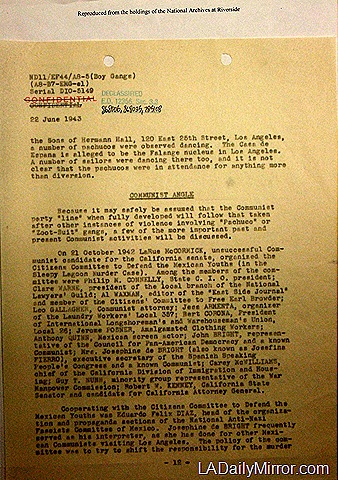 Reproduced from the holdings of the National Archives at Riverside
ND11/EF44/A8-5(Boy Gangs)
(A8-B7-EMG-el)
Serial DIO-5149
CONFIDENTIAL
CONFIDENTIAL
DECLASSIFIED
E.O. 12356, Sec. 3.3
22 June 1943
the Sons of Hermann Hall, 120 East 25th Street, Los Angeles,
a number of pachucos were observed dancing. The Casa de
Espana is alleged to be the Falange nucleus in Los Angeles.
A number of sailors were dancing there too, and it is not
clear that the pachucos were in attendance for anything more
than diversion.
COMMUNIST ANGLE
Because it may safely be assumed that the Communist
party "line" when fully developed will follow that taken
after other instances of violence involving "Pachuco" or
"Zoot-Suit" gangs, a few of the more important past and
present Communist activities will be discussed.
On 21 October 1942 LaRue McCORMICK, unsuccessful Com-
munist candidate for the California senate, organized the
Citizens Committee to Defend the Mexican Youths (in the
Sleepy Lagoon Murder Case). Among the members of the com-
mittee were Philip M. CONNELLY, State C. I. O. president;
Clare WARNE, president of the local branch of the National
Lawyers' Guild; Al WAXMAN, editor of the "East Side Journal"
and member of the Citizens' Committee to Free Earl Browder;
Leo GALLAGHER, Communist attorney; Jess ARMENTA, organizer
of the Laundry Workers' Local 357; Bert CORONA, President
of International Longshoremen's and Warehousemen's Union,
Local 26; Jerome POSNER, Amalgamated Clothing Workers;
Anthony QUINN, Mexican screen actor; John BRIGHT, represen-
tative of the Council for Pan-American Democracy and a known
Communist; Mrs. Josephine de BRIGHT (also known as Josefina
FIERRO), executive secretary of the Spanish Speaking
People's Congress and a known Communist; Carey McWILLIAMS,
chief of the California Division of Immigration and Hous-
ing; Guy T. NUNN, minority group representative of the War
Manpower Commission; Robert W. KENNEY, California State
Senator and candidate for California Attorney General.
Cooperating with the Citizens Committee to Defend the
Mexican Youths was Eduardo Felix DIAZ, head of the organiza-
tion and propaganda sections of the National Anti-Nazi
Fascists Committee of Mexico. Josephine de BRIGHT frequently
served as his interpreter, as she has done for other Mexi-
can Communists visiting Los Angeles. The policy of the com-
mittee was to try to shift the responsibility for the murder
- 12 -
LADailyMirror.com